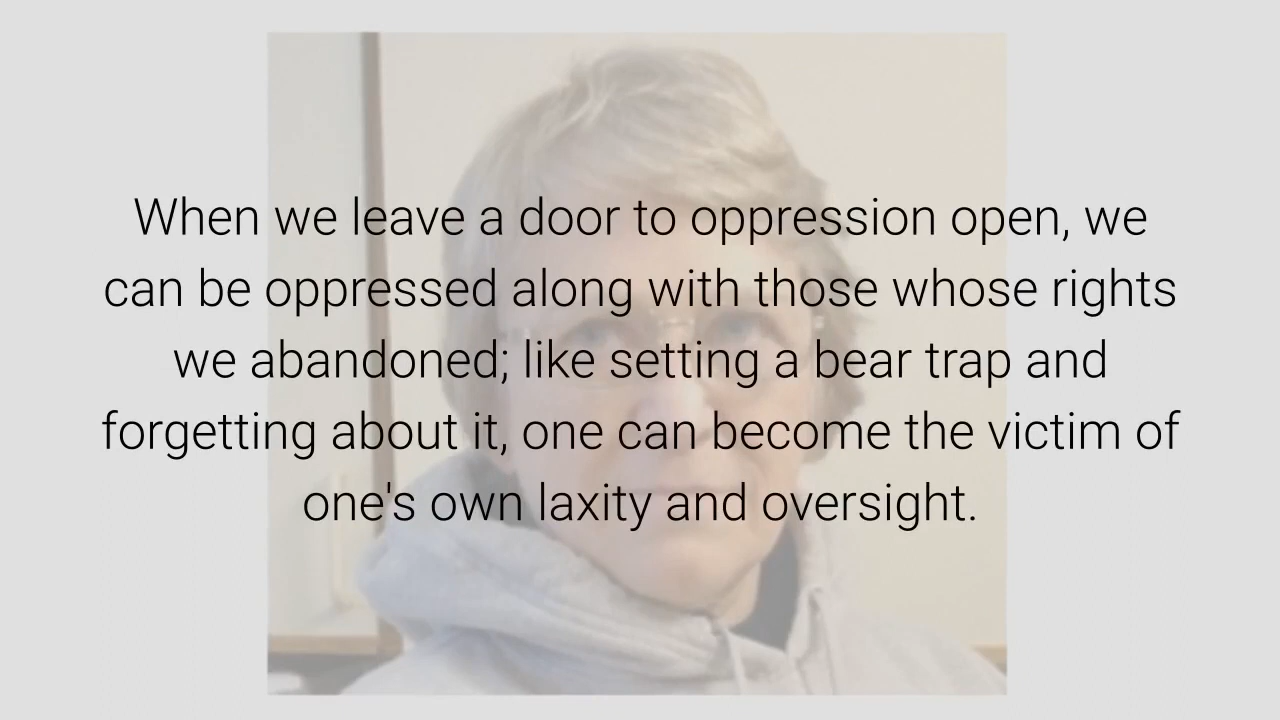 When we leave a door to oppression open, we
can be oppressed along with those whose rights
we abandoned; like setting a bear trap and
forgetting about it, one can become the victim of
one's own laxity and oversight.